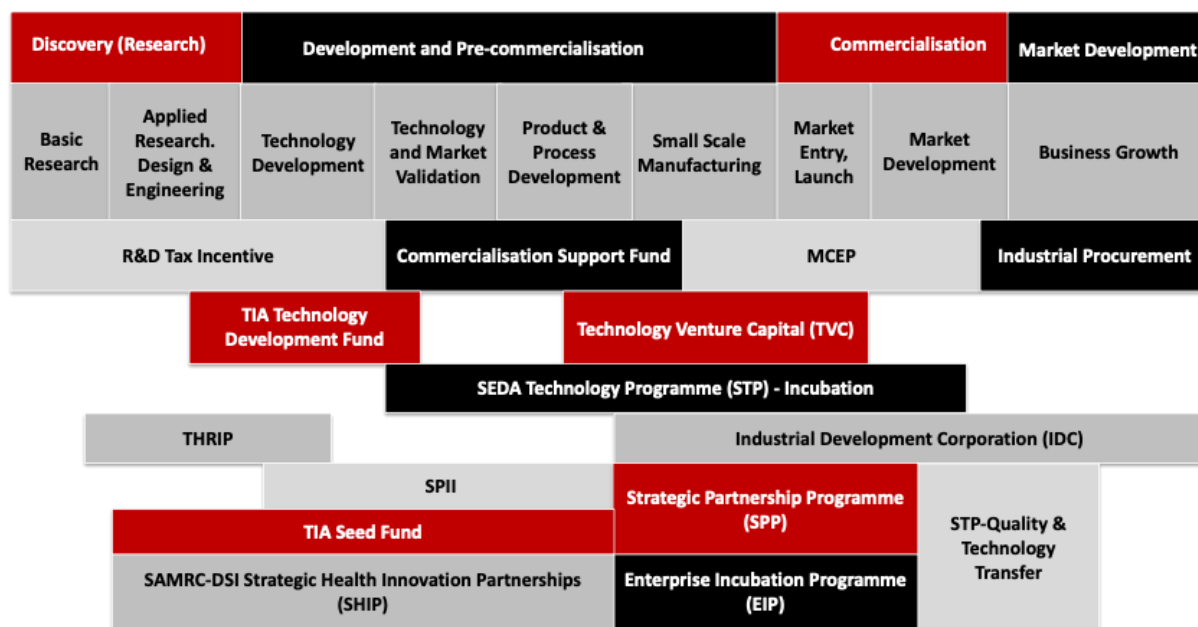 Discovery (Research)
Development and Pre-commercialisation
Commercialisation
Market Development
Basic
Research
Applied
Research.
Design &
Engineering
Technology
Development
Technology
and Market
Validation
Product &
Process
Development
Small Scale
Manufacturing
Market
Entry,
Launch
Market
Development
Business Growth
R&D Tax Incentive
Commercialisation Support Fund
MCEP
Industrial Procurement
TIA Technology
Development Fund
Technology Venture Capital (TVC)
SEDA Technology Programme (STP) - Incubation
THRIP
Industrial Development Corporation (IDC)
SPII
Strategic Partnership Programme
(SPP)
STP-Quality &
Technology
Transfer
TIA Seed Fund
SAMRC-DSI Strategic Health Innovation Partnerships
(SHIP)
Enterprise Incubation Programme
(EIP)